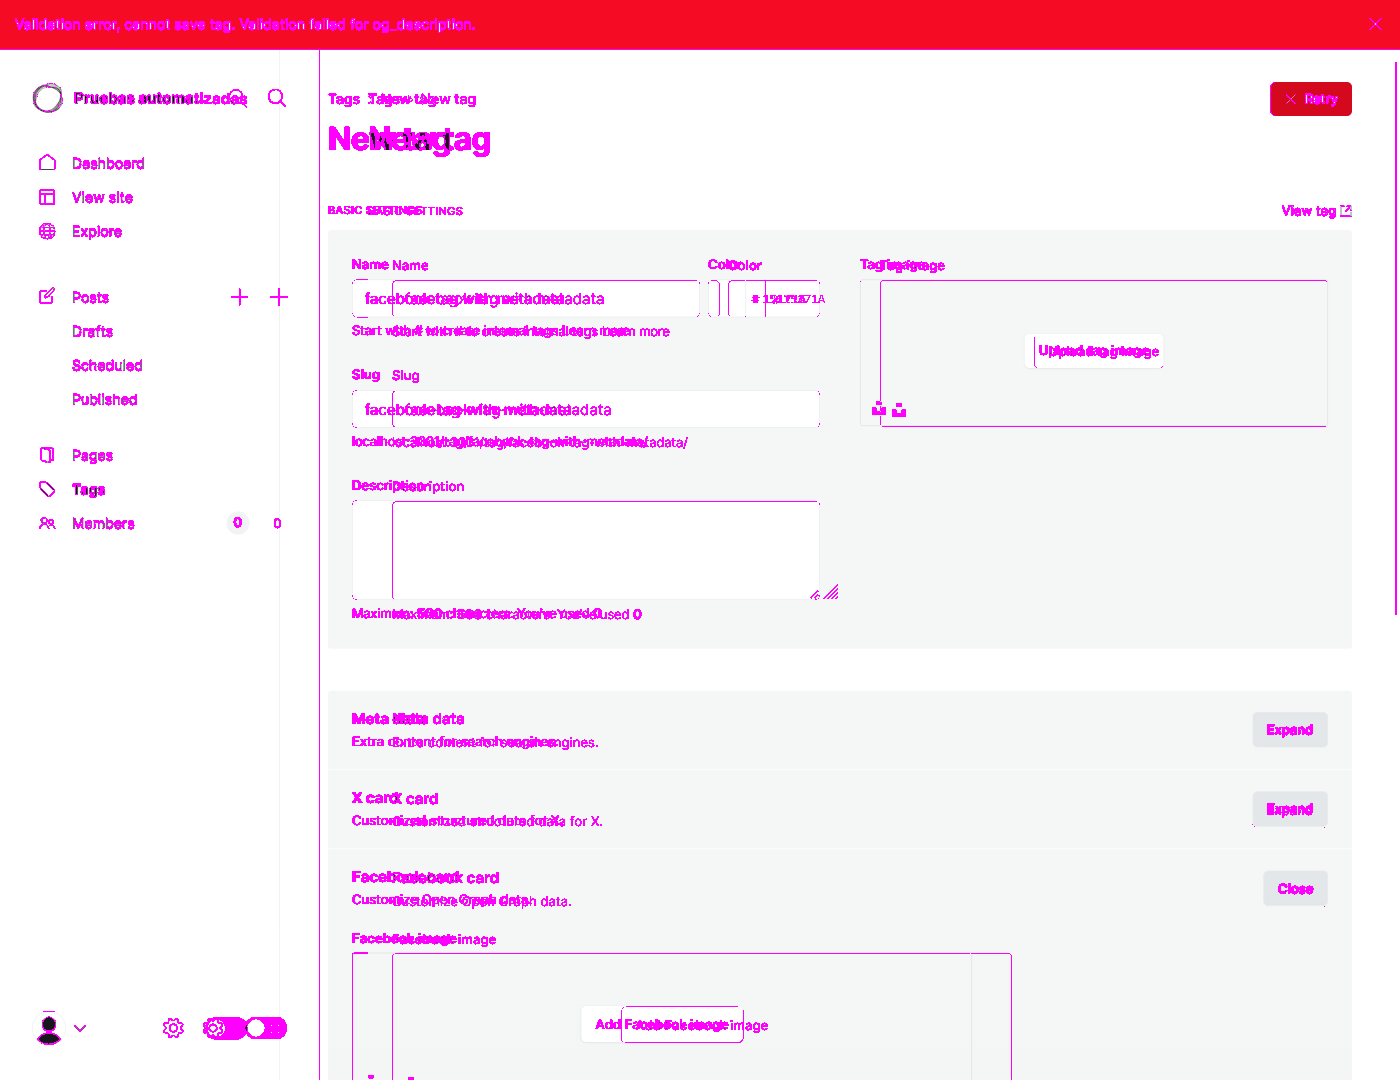 Validation error, cannot save tag. Validation failed for og_description.
Pruebas automatizadas
Tags New tag
Retry
New tag
Dashboard
View site
Explore
BASIC SETTINGS
View tag
Name
Color
Tag image
facebook-tag-with-metadata
# 15171A
Start with # to create internal tags Learn more
Upload tag image
Posts
Drafts
Scheduled
Published
Slug
facebook-tag-with-metadata
localhost:3001/tag/facebook-tag-with-metadata/
Pages
Tags
Members
0
0
Description
Maximum: 500 characters. You've used 0
Meta data
Extra content for search engines.
Expand
X card
Customized structured data for X.
Expand
Facebook card
Customize Open Graph data.
Close
Facebook image
Add Facebook image